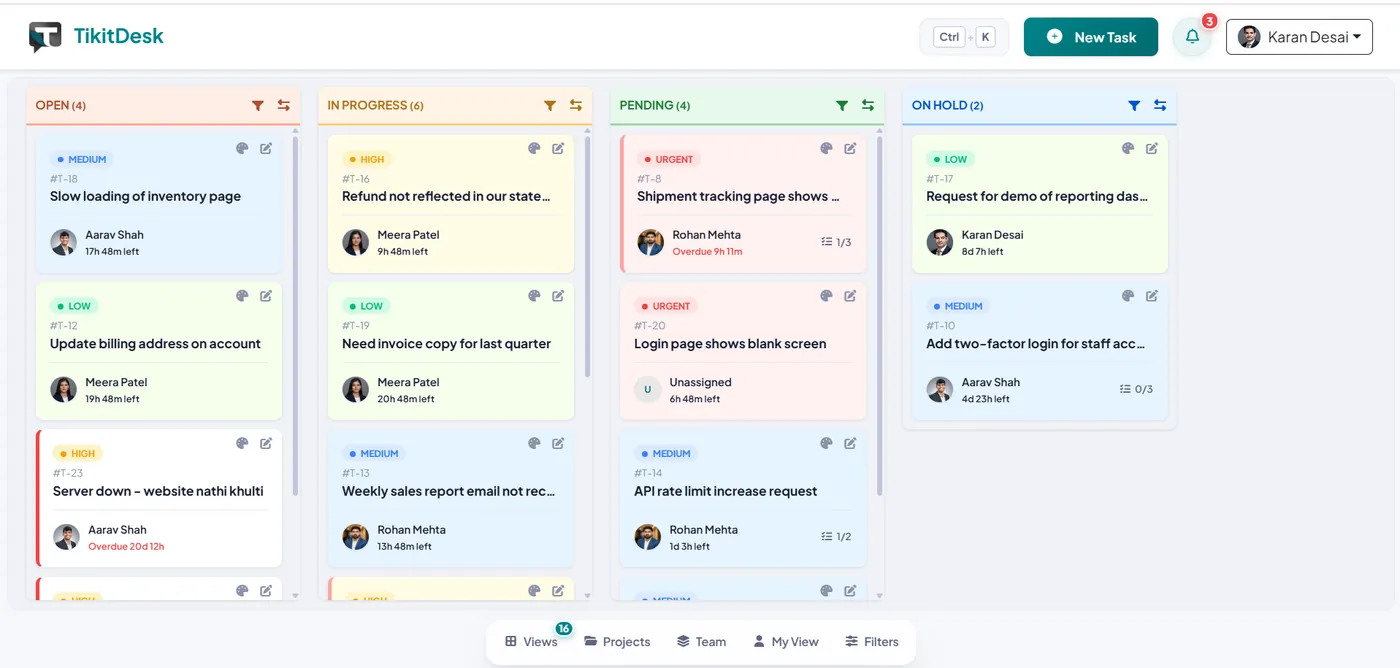 TikitDesk
Ctrl + K
New Task
3
Karan Desai
OPEN (4)
MEDIUM
#T-18
Slow loading of inventory page
Aarav Shah
17h 48m left
LOW
#T-12
Update billing address on account
Meera Patel
19h 48m left
HIGH
#T-23
Server down - website nathi khulti
Aarav Shah
Overdue 20d 12h
HIGH
IN PROGRESS (6)
HIGH
#T-16
Refund not reflected in our state...
Meera Patel
9h 48m left
LOW
#T-19
Need invoice copy for last quarter
Meera Patel
20h 48m left
MEDIUM
#T-13
Weekly sales report email not rec...
Rohan Mehta
13h 48m left
HIGH
PENDING (4)
URGENT
#T-8
Shipment tracking page shows ...
Rohan Mehta
Overdue 9h 11m
1/3
URGENT
#T-20
Login page shows blank screen
U
Unassigned
6h 48m left
MEDIUM
#T-14
API rate limit increase request
Rohan Mehta
1d 3h left
1/2
MEDIUM
ON HOLD (2)
LOW
#T-17
Request for demo of reporting das...
Karan Desai
8d 7h left
MEDIUM
#T-10
Add two-factor login for staff acc...
Aarav Shah
4d 23h left
0/3
Views
16
Projects
Team
My View
Filters